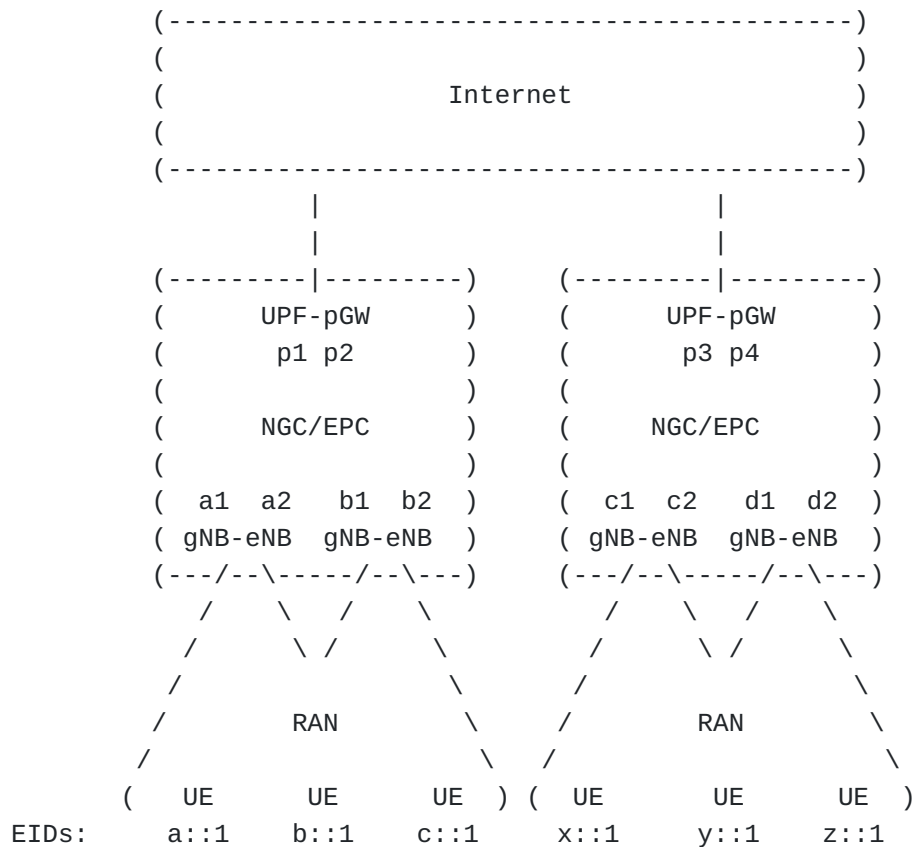 (--------------------------------------------)
(                                            )
(                  Internet                  )
(                                            )
(--------------------------------------------)
          |                         |
          |                         |
(---------|---------)     (---------|---------)
(      UPF-pGW      )     (      UPF-pGW      )
(       p1 p2       )     (       p3 p4       )
(                   )     (                   )
(      NGC/EPC      )     (     NGC/EPC       )
(                   )     (                   )
(  a1  a2   b1  b2  )     (  c1  c2   d1  d2  )
( gNB-eNB  gNB-eNB  )     ( gNB-eNB  gNB-eNB  )
(---/--\-----/--\---)     (---/--\-----/--\---)
   /    \   /    \           /    \   /    \
  /      \ /      \         /      \ /      \
 /                 \       /                 \
/        RAN        \     /        RAN        \
/                     \   /                     \
(   UE      UE      UE  ) (  UE       UE      UE  )
EIDs:     a::1    b::1    c::1     x::1     y::1    z::1